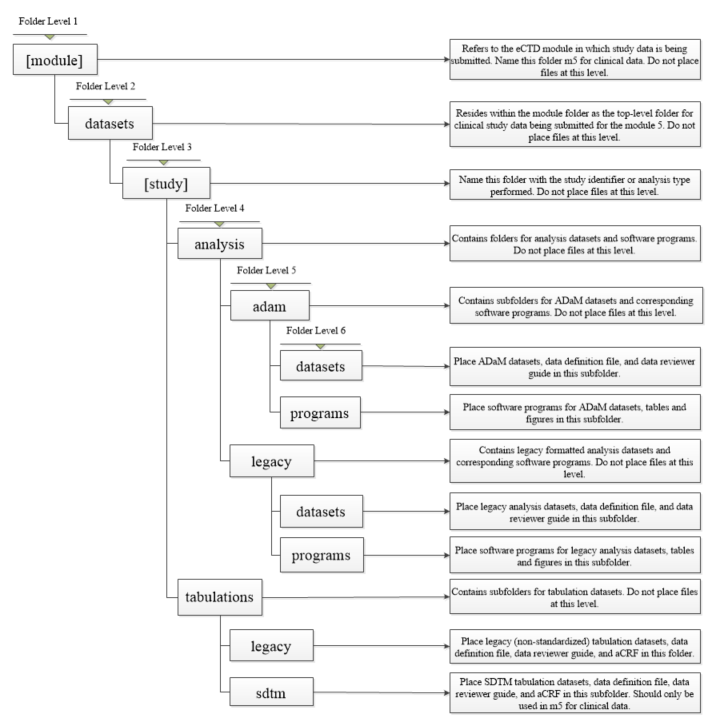 Folder Level 1
[module]
Refers to the eCTD module in which study data is being
submitted. Name this folder m5 for clinical data. Do not place
files at this level.
Folder Level 2
datasets
Resides within the module folder as the top-level folder for
clinical study data being submitted for the module 5. Do not
place files at this level.
Folder Level 3
[study]
Name this folder with the study identifier or analysis type
performed. Do not place files at this level.
Folder Level 4
analysis
Contains folders for analysis datasets and software programs.
Do not place files at this level.
Folder Level 5
adam
Contains subfolders for ADaM datasets and corresponding
software programs. Do not place files at this level.
Folder Level 6
datasets
Place ADaM datasets, data definition file, and data reviewer
guide in this subfolder.
programs
Place software programs for ADaM datasets, tables and
figures in this subfolder.
legacy
Contains legacy formatted analysis datasets and
corresponding software programs. Do not place files at this
level.
datasets
Place legacy analysis datasets, data definition file, and data
reviewer guide in this subfolder.
programs
Place software programs for legacy analysis datasets, tables
and figures in this subfolder.
tabulations
Contains subfolders for tabulation datasets. Do not place files
at this level.
legacy
Place legacy (non-standardized) tabulation datasets, data
definition file, data reviewer guide, and aCRF in this folder.
sdtm
Place SDTM tabulation datasets, data definition file, data
reviewer guide, and aCRF in this subfolder. Should only be
used in m5 for clinical data.